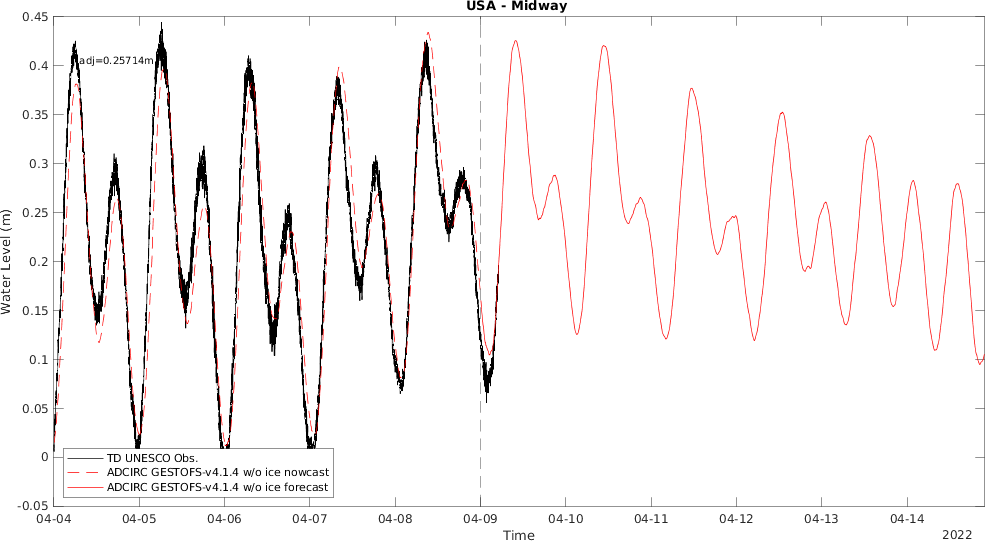 USA - Midway
0.45
0.4
0.35
0.3
0.25
0.2
0.15
0.1
0.05
0
-0.05
Water Level (m)
adj=0.25714m
TD UNESCO Obs.
ADCIRC GESTOFS-v4.1.4 w/o ice nowcast
ADCIRC GESTOFS-v4.1.4 w/o ice forecast
04-04 04-05 04-06 04-07 04-08 04-09 04-10 04-11 04-12 04-13 04-14
Time
2022